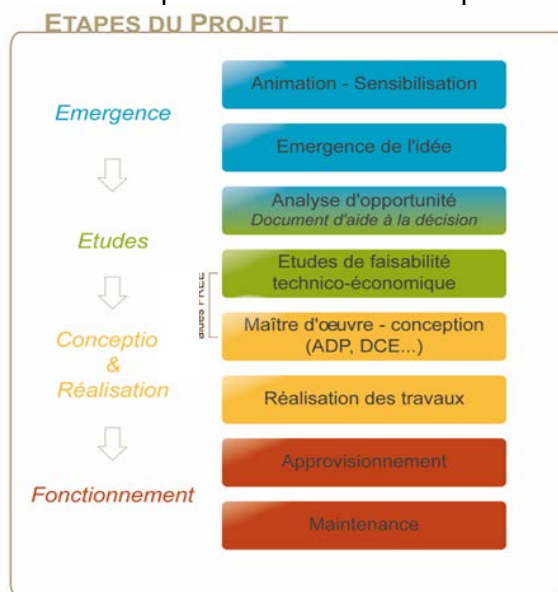 ETAPES DU PROJET
Animation - Sensibilisation
Emergence
Emergence de l'idée
Analyse d'opportunité
Document d'aide à la décision
Etudes
Etudes de faisabilité
technico-économique
Maître d'œuvre - conception
(ADP, DCE...)
Conceptio
&
Réalisation
Réalisation des travaux
Approvisionnement
Fonctionnement
Maintenance